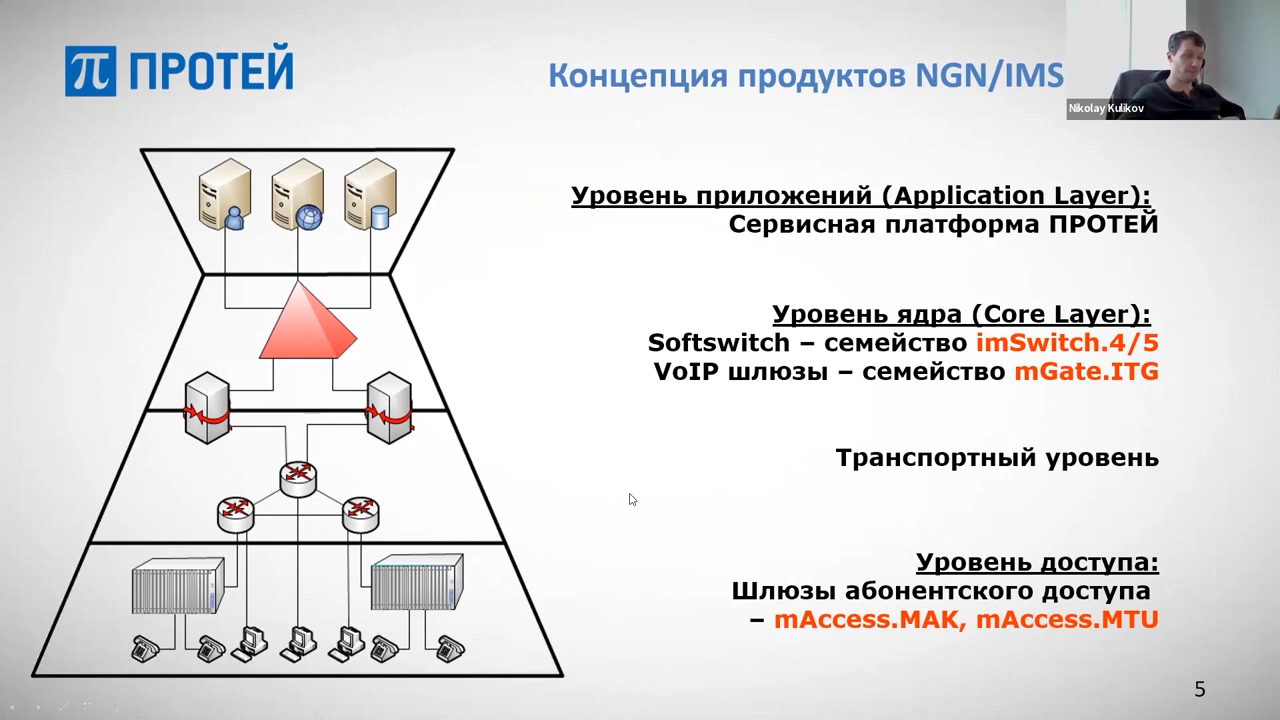 ПРОТЕЙ
Концепция продуктов NGN/IMS
Nikolay Kulikov
Уровень приложений (Application Layer):
Сервисная платформа ПРОТЕЙ
Уровень ядра (Core Layer):
Softswitch – семейство imSwitch.4/5
VoIP шлюзы – семейство mGate.ITG
Транспортный уровень
Уровень доступа:
Шлюзы абонентского доступа
– mAccess.MAK, mAccess.MTU
5